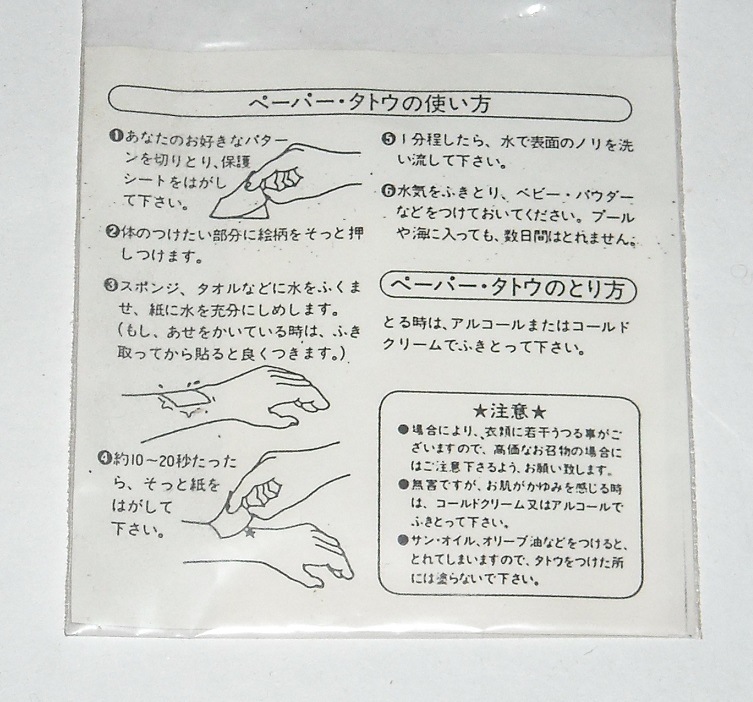 ペーパー・タトウの使い方
❶あなたのお好きなパター
ンを切りとり、保護
シートをはがし
て下さい。
❷体のつけたい部分に絵柄をそっと押
しつけます。
❸スポンジ、タオルなどに水をふくま
せ、紙に水を充分にしめします。
(もし、あせをかいている時は、ふき
取ってから貼ると良くつきます。)
❹約10〜20秒たった
ら、そっと紙を
はがして
下さい。
❺1分程したら、水で表面のノリを洗
い流して下さい。
❻水気をふきとり、ベビー・パウダー
などをつけておいてください。プール
や海に入っても、数日間はとれません。
ペーパー・タトウのとり方
とる時は、アルコールまたはコールド
クリームでふきとって下さい。
★注意★
●場合により、衣類に若干うつる事がご
ざいますので、高価なお召物の場合に
はご注意下さるよう、お願い致します。
●無害ですが、お肌がかゆみを感じる時
は、コールドクリーム又はアルコールで
ふきとって下さい。
●サン・オイル、オリーブ油などをつけると、
とれてしまいますので、タトウをつけた所
には塗らないで下さい。